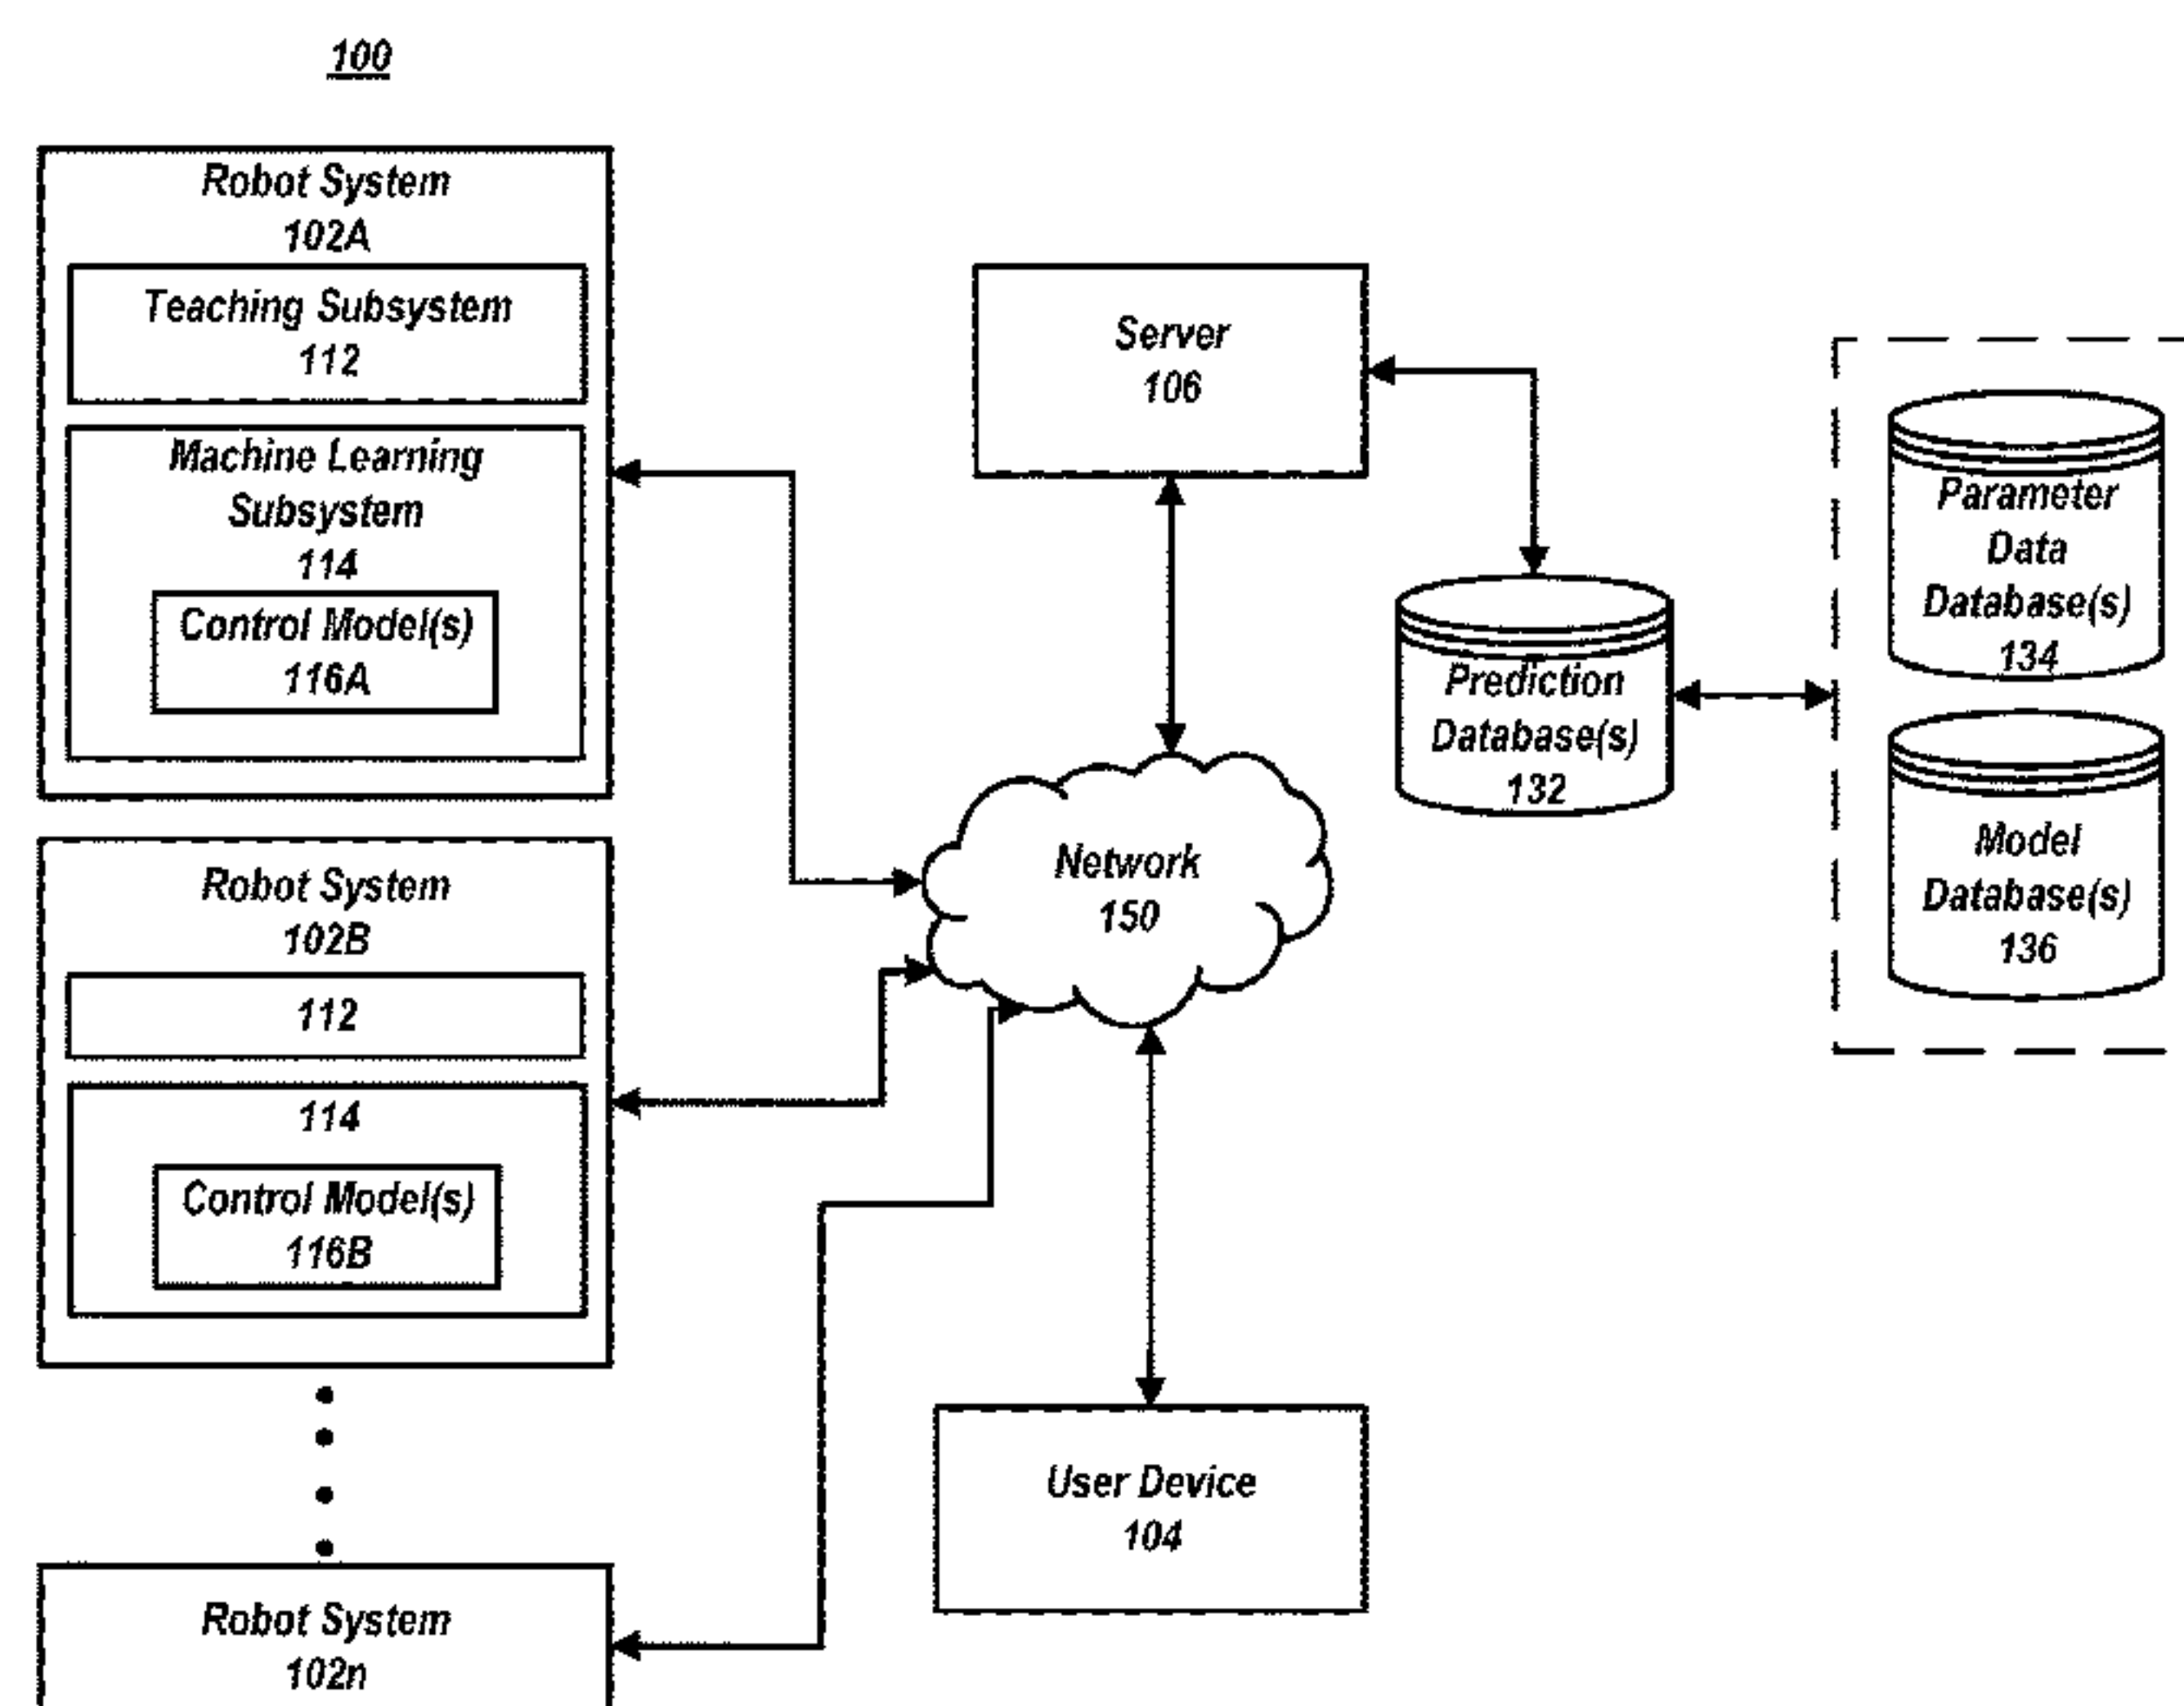 100
Robot System
102A
Teaching Subsystem
112
Machine Learning
Subsystem
114
Control Model(s)
116A
Robot System
102B
112
114
Control Model(s)
116B
Robot System
102n
Server
106
Network
150
User Device
104
Prediction
Database(s)
132
Parameter
Data
Database(s)
134
Model
Database(s)
136